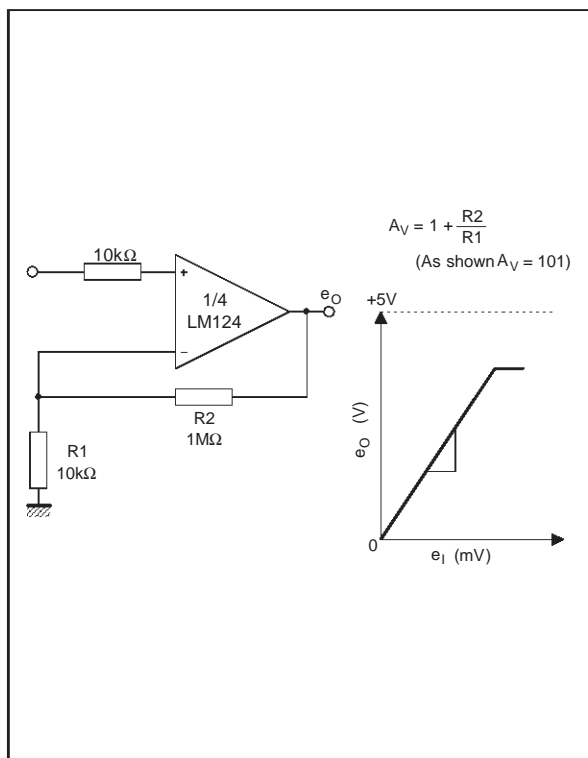 10kΩ
+
1/4
LM124
−
e_O
R2
1MΩ
R1
10kΩ
A_V = 1 + R2/R1
(As shown A_V = 101)
+5V
e_O (V)
0
e_I (mV)